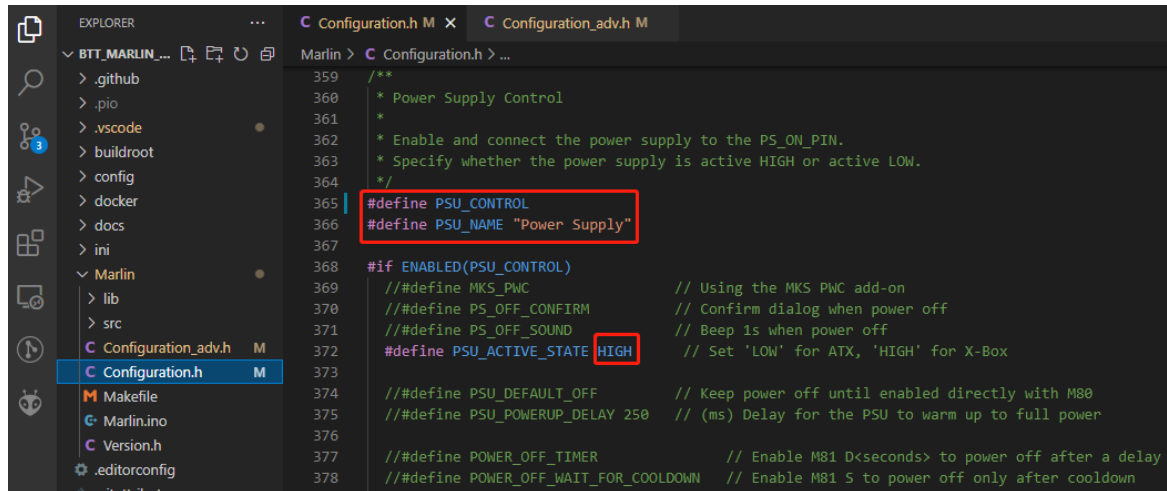 EXPLORER
BTT_MARLIN_...
.github
.pio
.vscode
buildroot
config
docker
docs
ini
Marlin
lib
src
C Configuration_adv.h M
C Configuration.h M
M Makefile
G Marlin.ino
C Version.h
.editorconfig
3
C Configuration.h M C Configuration_adv.h M
Marlin > C Configuration.h > ...
359 /**
360 * Power Supply Control
361 *
362 * Enable and connect the power supply to the PS_ON_PIN.
363 * Specify whether the power supply is active HIGH or active LOW.
364 */
365 #define PSU_CONTROL
366 #define PSU_NAME "Power Supply"
367
368 #if ENABLED(PSU_CONTROL)
369 //#define MKS_PWC // Using the MKS PWC add-on
370 //#define PS_OFF_CONFIRM // Confirm dialog when power off
371 //#define PS_OFF_SOUND // Beep 1s when power off
372 #define PSU_ACTIVE_STATE HIGH // Set 'LOW' for ATX, 'HIGH' for X-Box
373
374 //#define PSU_DEFAULT_OFF // Keep power off until enabled directly with M80
375 //#define PSU_POWERUP_DELAY 250 // (ms) Delay for the PSU to warm up to full power
376
377 //#define POWER_OFF_TIMER // Enable M81 D<seconds> to power off after a delay
378 //#define POWER_OFF_WAIT_FOR_COOLDOWN // Enable M81 S to power off only after cooldown